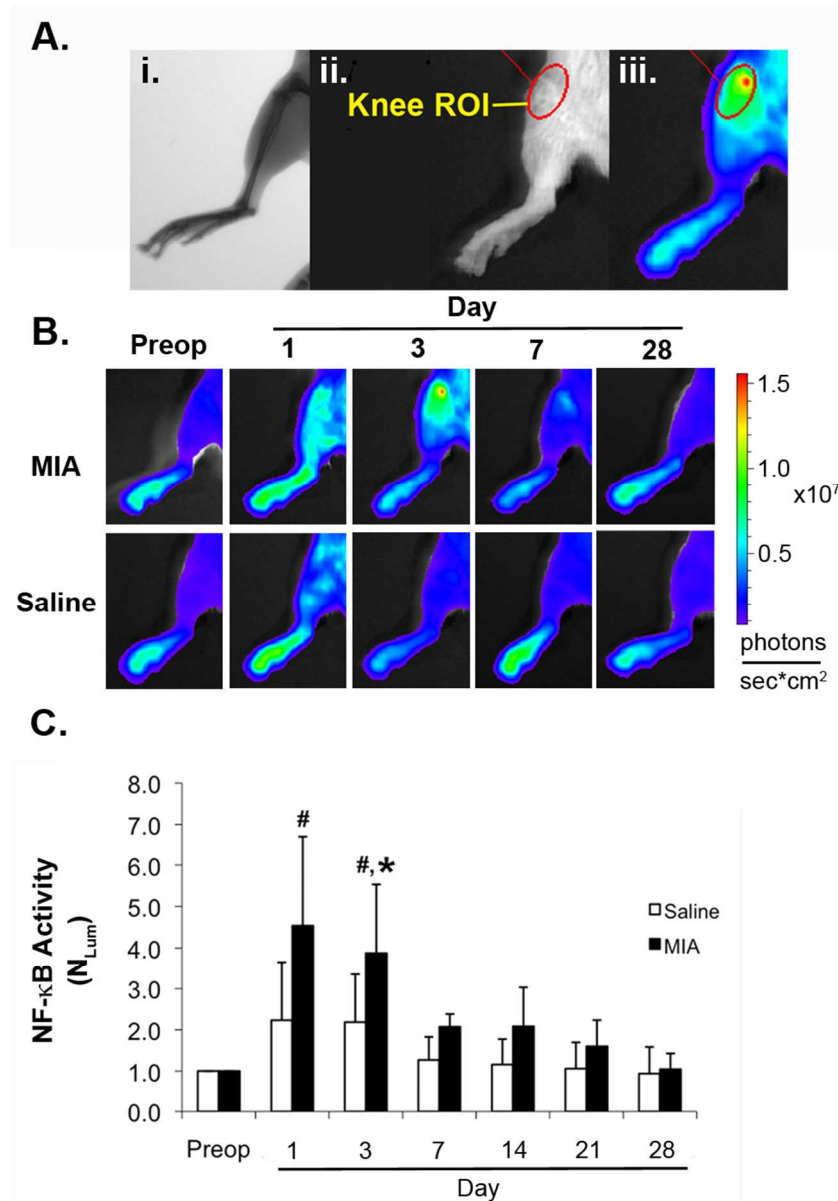 A.
i. ii. iii.
Knee ROI
Day
B.
Preop 1 3 7 28
MIA
Saline
1.5
1.0
x10⁷
0.5
photons
sec*cm²
C.
8.0
7.0
6.0
5.0
4.0
3.0
2.0
1.0
0.0
NF-κB Activity
(N_Lum)
#
#,*
Saline
MIA
Preop 1 3 7 14 21 28
Day